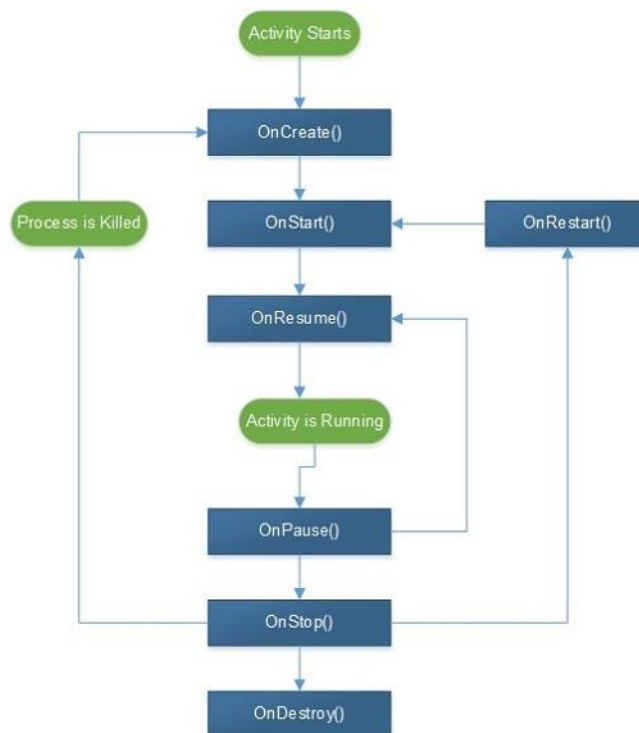 Activity Starts
OnCreate()
Process is Killed
OnStart()
OnRestart()
OnResume()
Activity is Running
OnPause()
OnStop()
OnDestroy()